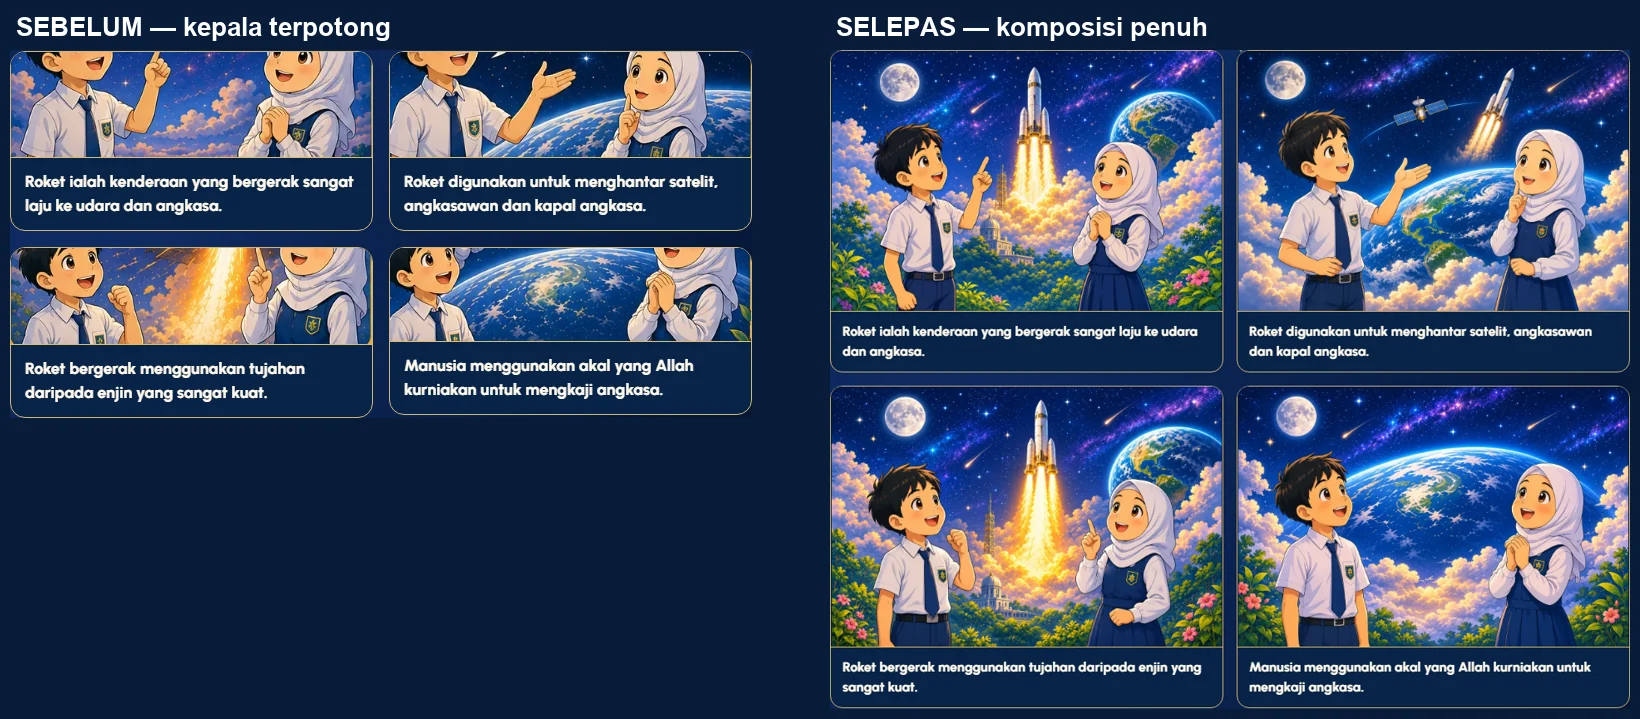 SEBELUM — kepala terpotong
Roket ialah kenderaan yang bergerak sangat
laju ke udara dan angkasa.
Roket digunakan untuk menghantar satelit,
angkasawan dan kapal angkasa.
Roket bergerak menggunakan tujahan
daripada enjin yang sangat kuat.
Manusia menggunakan akal yang Allah
kurniakan untuk mengkaji angkasa.
SELEPAS — komposisi penuh
Roket ialah kenderaan yang bergerak sangat laju ke udara
dan angkasa.
Roket digunakan untuk menghantar satelit, angkasawan
dan kapal angkasa.
Roket bergerak menggunakan tujahan daripada enjin yang
sangat kuat.
Manusia menggunakan akal yang Allah kurniakan untuk
mengkaji angkasa.